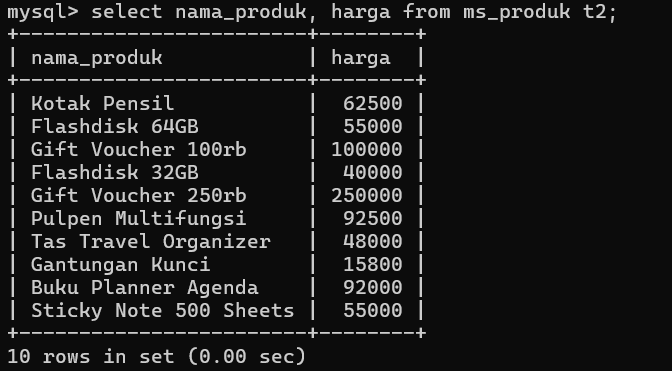 mysql> select nama_produk, harga from ms_produk t2;
+------------------------+--------+
| nama_produk            | harga  |
+------------------------+--------+
| Kotak Pensil           |  62500 |
| Flashdisk 64GB         |  55000 |
| Gift Voucher 100rb     | 100000 |
| Flashdisk 32GB         |  40000 |
| Gift Voucher 250rb     | 250000 |
| Pulpen Multifungsi     |  92500 |
| Tas Travel Organizer   |  48000 |
| Gantungan Kunci        |  15800 |
| Buku Planner Agenda    |  92000 |
| Sticky Note 500 Sheets |  55000 |
+------------------------+--------+
10 rows in set (0.00 sec)